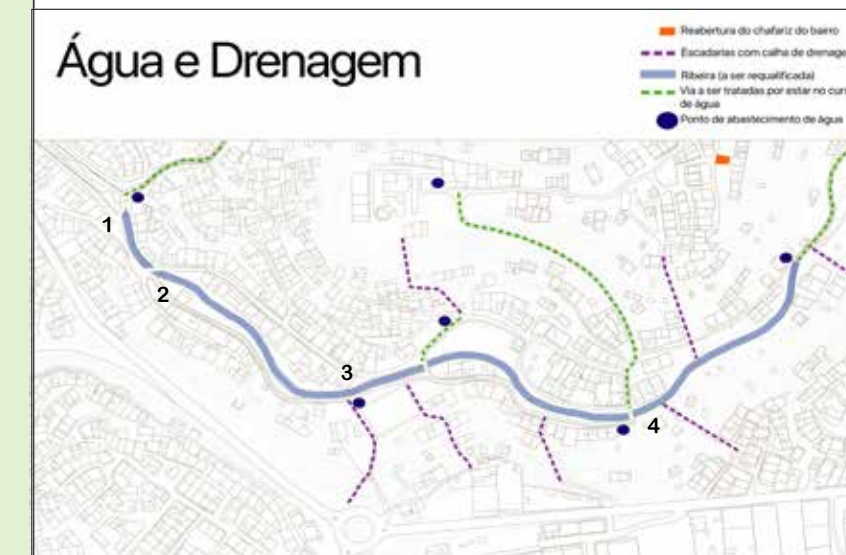 Água e Drenagem
Reabertura do chafariz do bairro
Escadarias com calha de drenage
Ribeira (a ser requalificada)
Via a ser tratadas por estar no cur
de água
Ponto de abastecimento de água
1
2
3
4